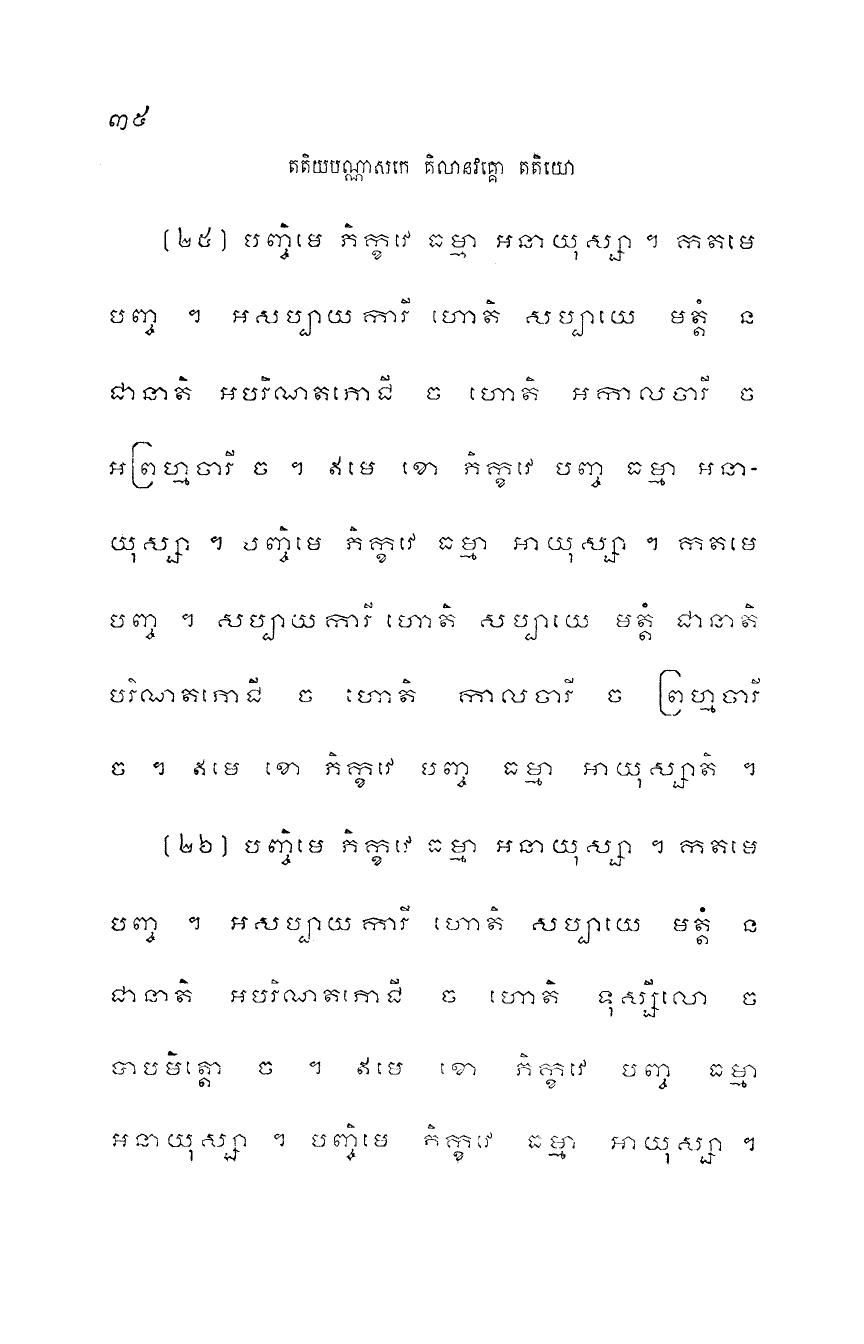 ៣៥
តតិយបណ្ណាសកេ គិលានវគ្គោ តតិយោ
(២៥) បញ្ចិមេ ភិក្ខវេ ធម្មា អនាយុស្សា ។ កតមេ
បញ្ច ។ អសប្បាយការី ហោតិ សប្បាយេ មត្តំ ន
ជានាតិ អបរិណតភោជី ច ហោតិ អកាលចារី ច
អព្រហ្មចារី ច ។ ឥមេ ខោ ភិក្ខវេ បញ្ច ធម្មា អនា-
យុស្សា ។ បញ្ចិមេ ភិក្ខវេ ធម្មា អាយុស្សា ។ កតមេ
បញ្ច ។ សប្បាយការី ហោតិ សប្បាយេ មត្តំ ជានាតិ
បរិណតភោជី ច ហោតិ កាលចារី ច ព្រហ្មចារី
ច ។ ឥមេ ខោ ភិក្ខវេ បញ្ច ធម្មា អាយុស្សាតិ ។
(២៦) បញ្ចិមេ ភិក្ខវេ ធម្មា អនាយុស្សា ។ កតមេ
បញ្ច ។ អសប្បាយការី ហោតិ សប្បាយេ មត្តំ ន
ជានាតិ អបរិណតភោជី ច ហោតិ ទុស្សីលោ ច
បាបមិត្តោ ច ។ ឥមេ ខោ ភិក្ខវេ បញ្ច ធម្មា
អនាយុស្សា ។ បញ្ចិមេ ភិក្ខវេ ធម្មា អាយុស្សា ។